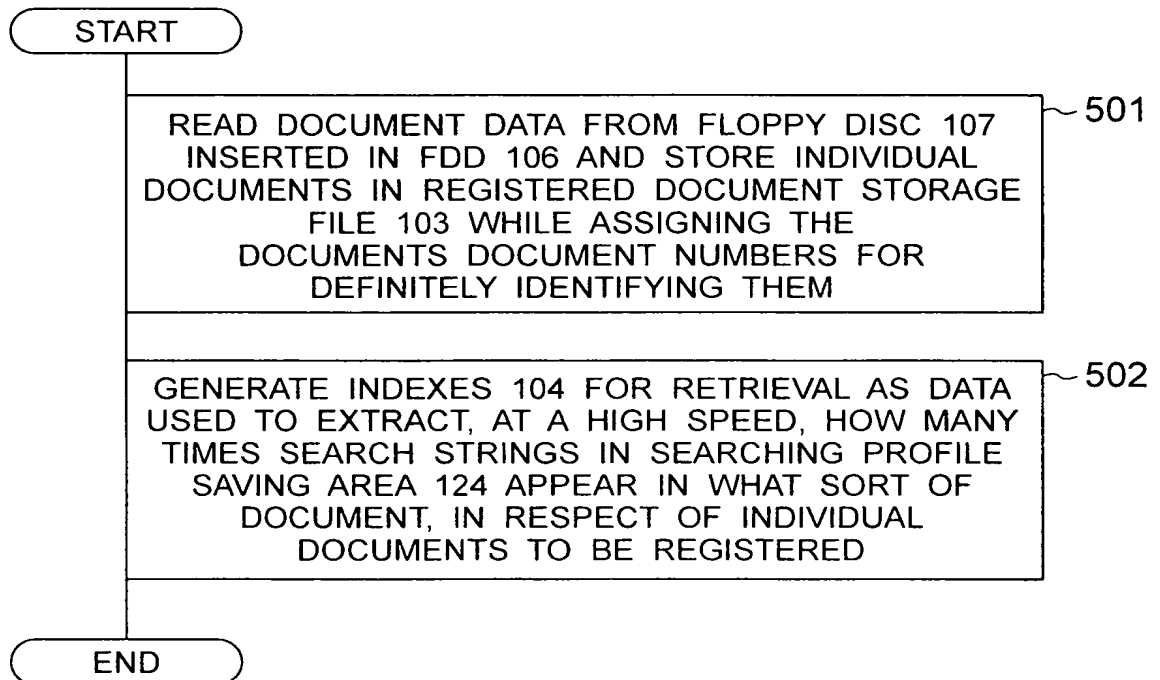 START
READ DOCUMENT DATA FROM FLOPPY DISC 107
INSERTED IN FDD 106 AND STORE INDIVIDUAL
DOCUMENTS IN REGISTERED DOCUMENT STORAGE
FILE 103 WHILE ASSIGNING THE
DOCUMENTS DOCUMENT NUMBERS FOR
DEFINITELY IDENTIFYING THEM
501
GENERATE INDEXES 104 FOR RETRIEVAL AS DATA
USED TO EXTRACT, AT A HIGH SPEED, HOW MANY
TIMES SEARCH STRINGS IN SEARCHING PROFILE
SAVING AREA 124 APPEAR IN WHAT SORT OF
DOCUMENT, IN RESPECT OF INDIVIDUAL
DOCUMENTS TO BE REGISTERED
502
END